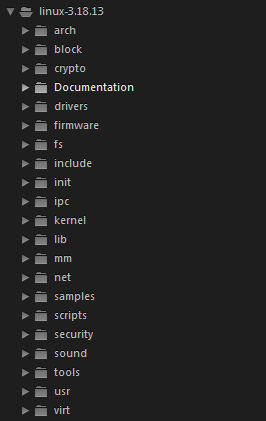 linux-3.18.13
arch
block
crypto
Documentation
drivers
firmware
fs
include
init
ipc
kernel
lib
mm
net
samples
scripts
security
sound
tools
usr
virt